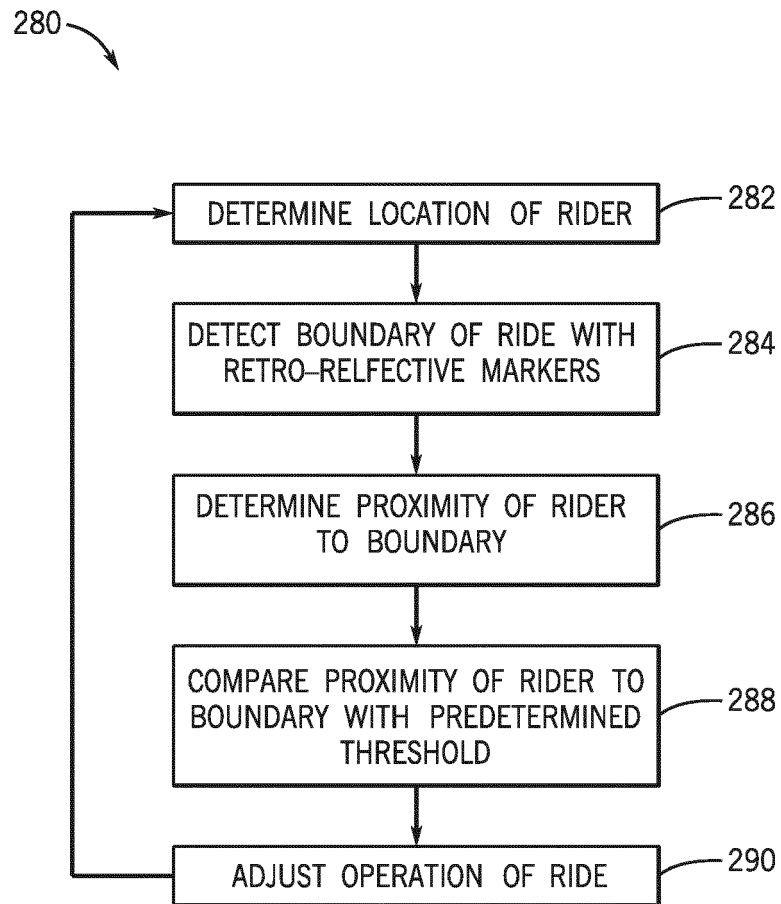 280
DETERMINE LOCATION OF RIDER
282
DETECT BOUNDARY OF RIDE WITH
RETRO–RELFECTIVE MARKERS
284
DETERMINE PROXIMITY OF RIDER
TO BOUNDARY
286
COMPARE PROXIMITY OF RIDER TO
BOUNDARY WITH PREDETERMINED
THRESHOLD
288
ADJUST OPERATION OF RIDE
290